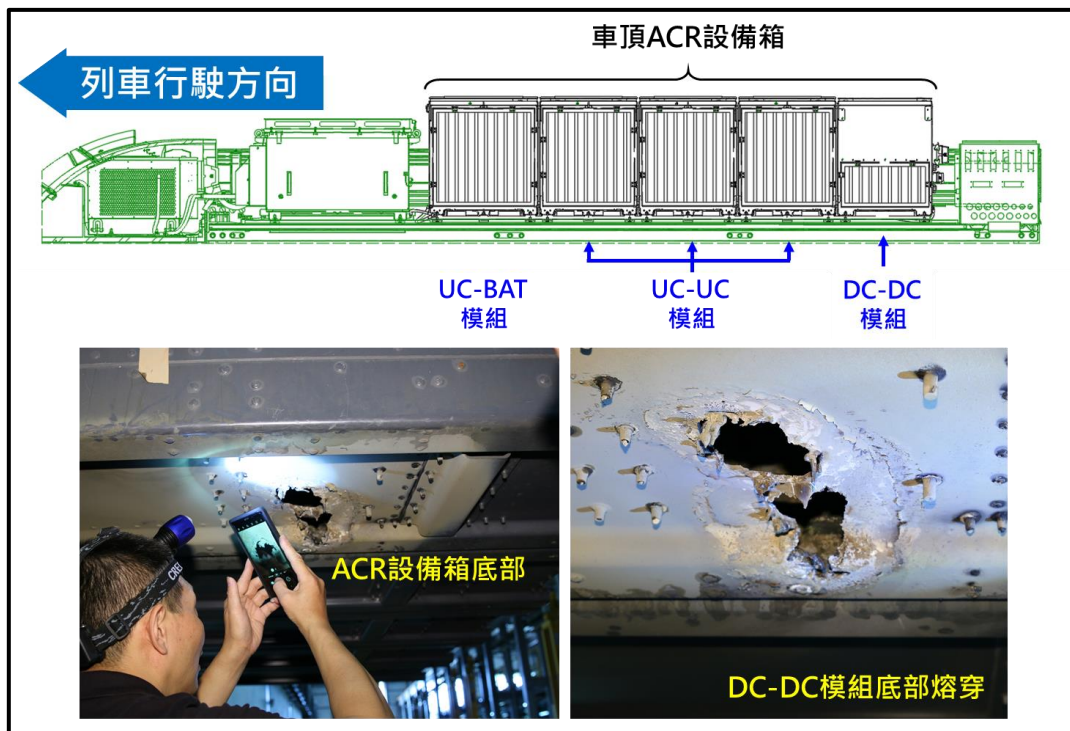 車頂ACR設備箱
列車行駛方向
UC-BAT
模組
UC-UC
模組
DC-DC
模組
ACR設備箱底部
DC-DC模組底部熔穿